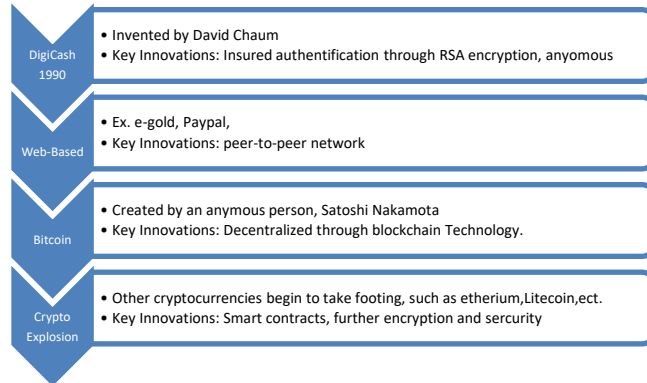 DigiCash
1990
• Invented by David Chaum
• Key Innovations: Insured authentification through RSA encryption, anyomous
Web-Based
• Ex. e-gold, Paypal,
• Key Innovations: peer-to-peer network
Bitcoin
• Created by an anymous person, Satoshi Nakamota
• Key Innovations: Decentralized through blockchain Technology.
Crypto
Explosion
• Other cryptocurrencies begin to take footing, such as etherium,Litecoin,ect.
• Key Innovations: Smart contracts, further encryption and sercurity